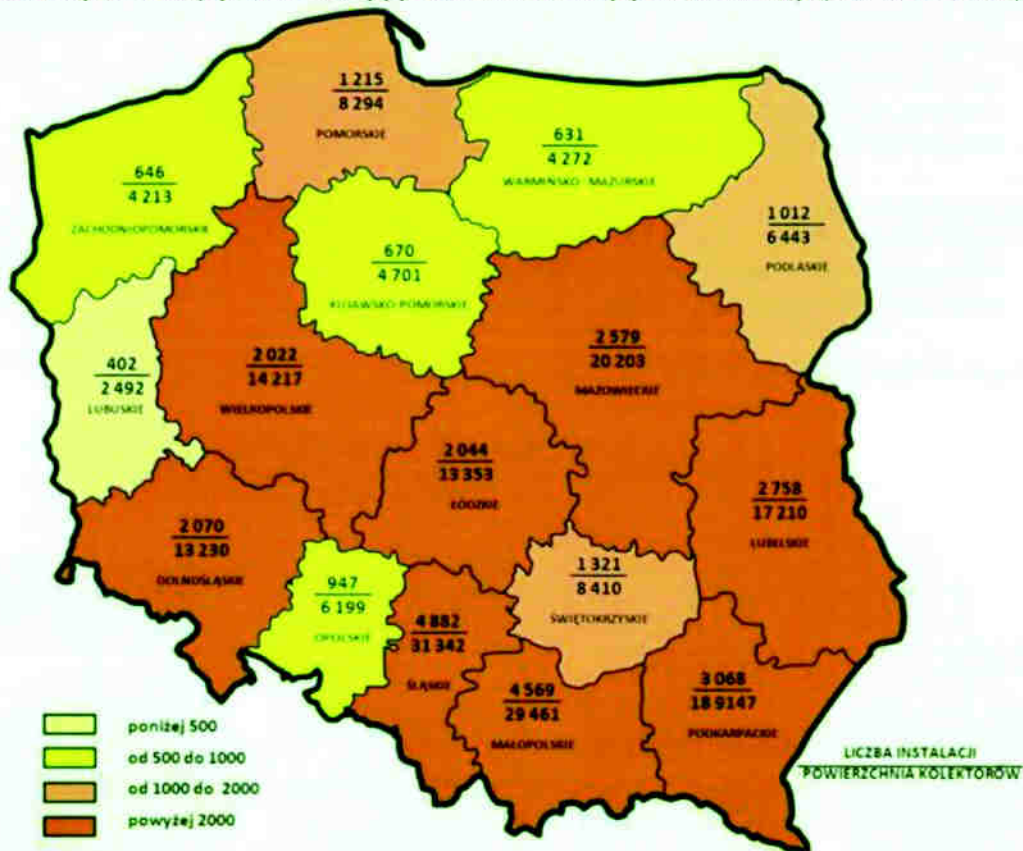 1 215
8 294
POMORSKIE
631
4 272
WARMIŃSKO - MAZURSKIE
646
4 213
ZACHODNIOPOMORSKIE
1 012
6 443
PODLASKIE
670
4 701
KUJAWSKO-POMORSKIE
402
2 492
LUBUSKIE
2 022
14 217
WIELKOPOLSKIE
2 579
20 203
MAZOWIECKIE
2 044
13 353
ŁÓDZKIE
2 758
17 210
LUBELSKIE
2 070
13 230
DOLNOŚLĄSKIE
947
6 199
OPOLSKIE
1 321
8 410
ŚWIĘTOKRZYSKIE
4 882
31 342
ŚLĄSKIE
4 569
29 461
MAŁOPOLSKIE
3 068
18 9147
PODKARPACKIE
poniżej 500
od 500 do 1000
od 1000 do 2000
powyżej 2000
LICZBA INSTALACJI
POWIERZCHNIA KOLEKTORÓW